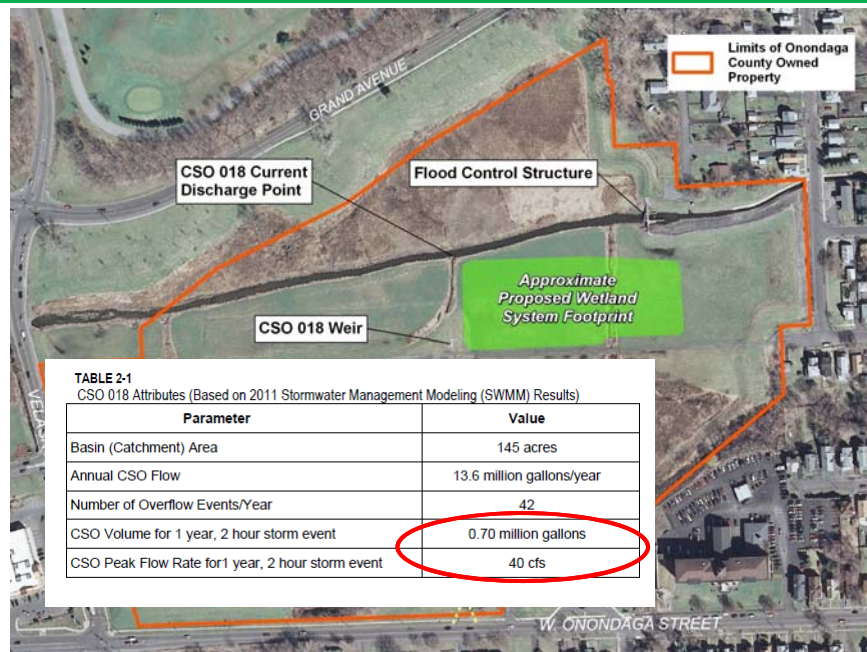 Limits of Onondaga
County Owned
Property
GRAND AVENUE
CSO 018 Current
Discharge Point
Flood Control Structure
Approximate
Proposed Wetland
System Footprint
CSO 018 Weir
TABLE 2-1
CSO 018 Attributes (Based on 2011 Stormwater Management Modeling (SWMM) Results)
Parameter Value
Basin (Catchment) Area 145 acres
Annual CSO Flow 13.6 million gallons/year
Number of Overflow Events/Year 42
CSO Volume for 1 year, 2 hour storm event 0.70 million gallons
CSO Peak Flow Rate for1 year, 2 hour storm event 40 cfs
W. ONONDAGA STREET